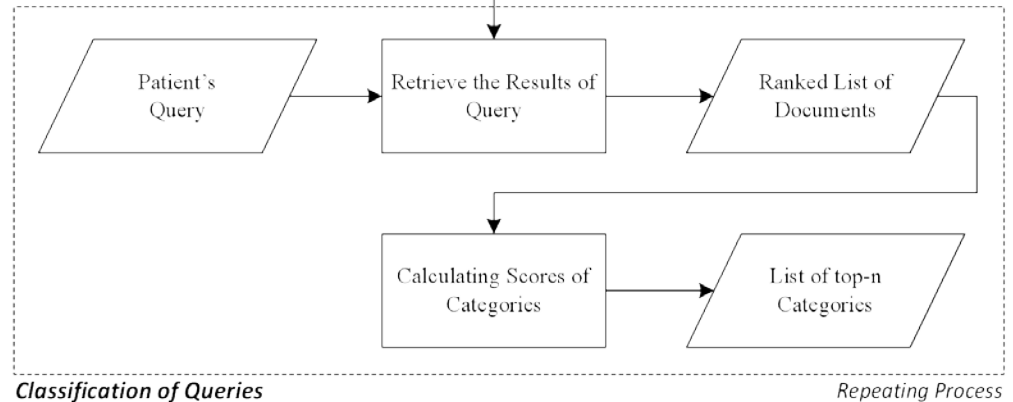 Patient's
Query
Retrieve the Results of
Query
Ranked List of
Documents
Calculating Scores of
Categories
List of top-n
Categories
Classification of Queries
Repeating Process